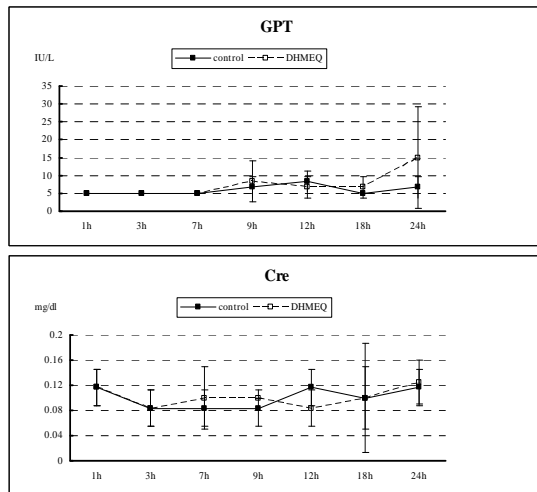 GPT
IU/L
control DHMEQ
35
30
25
20
15
10
5
0
1h 3h 7h 9h 12h 18h 24h
Cre
mg/dl
control DHMEQ
0.2
0.16
0.12
0.08
0.04
0
1h 3h 7h 9h 12h 18h 24h